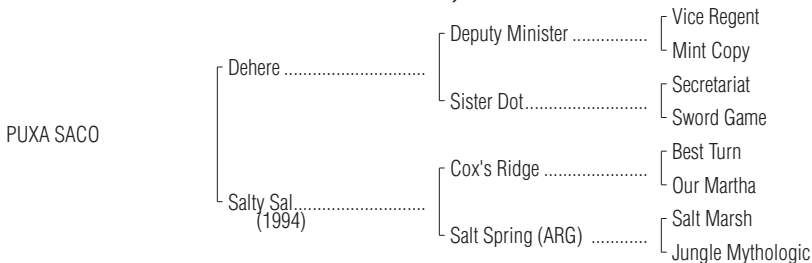 Vice Regent
Deputy Minister ................
Mint Copy
Dehere .............................
Secretariat
Sister Dot.........................
Sword Game
PUXA SACO
Best Turn
Cox's Ridge .....................
Our Martha
Salty Sal...........................
(1994)
Salt Marsh
Salt Spring (ARG) ............
Jungle Mythologic